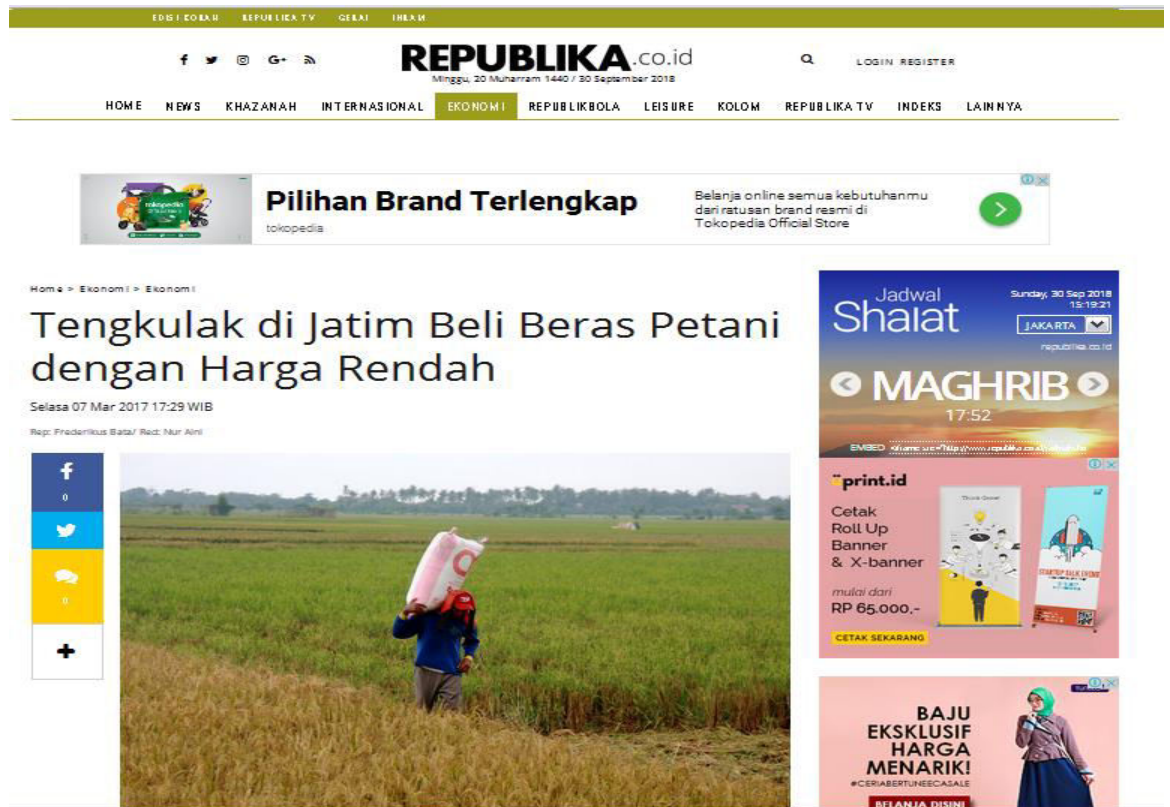 EDISI KORAN REPUBLIKA TV GERAI IHRAM
REPUBLIKA.co.id
Minggu, 20 Muharram 1440 / 30 September 2018
LOGIN REGISTER
HOME NEWS KHAZANAH INTERNASIONAL EKONOMI REPUBLIKBOLA LEISURE KOLOM REPUBLIKA TV INDEKS LAINNYA
tokopedia
Pilihan Brand Terlengkap
tokopedia
Belanja online semua kebutuhanmu
dari ratusan brand resmi di
Tokopedia Official Store
Home > Ekonomi > Ekonomi
Tengkulak di Jatim Beli Beras Petani
dengan Harga Rendah
Selasa 07 Mar 2017 17:29 WIB
Rep: Frederikus Bata/ Red: Nur Aini
0
0
Jadwal
Shalat
Sunday, 30 Sep 2018
15:19:21
JAKARTA
republika.co.id
MAGHRIB
17:52
EMBED
print.id
Cetak
Roll Up
Banner
& X-banner
mulai dari
RP 65.000,-
CETAK SEKARANG
BAJU
EKSKLUSIF
HARGA
MENARIK!
#CERIABERTUNEECASALE
BELANJA DISINI